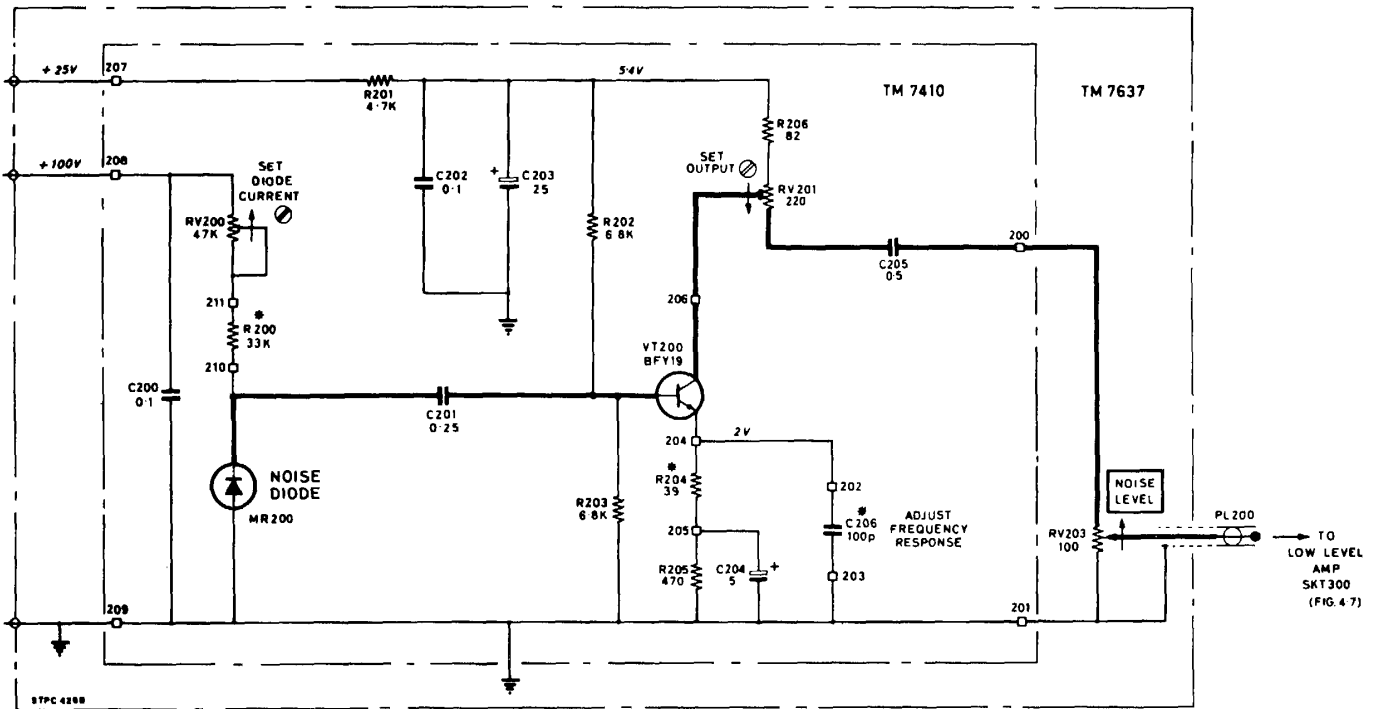 +25V
207
R201
4·7K
5·4V
TM 7410
TM 7637
R206
82
+100V
208
SET
DIODE
CURRENT
RV200
47K
C202
0·1
+
C203
25
SET
OUTPUT
RV201
220
R202
6·8K
C205
0·5
200
211
*
R200
33K
210
206
VT200
BFY19
C200
0·1
C201
0·25
204
2V
NOISE
DIODE
MR200
*
R204
39
202
R203
6·8K
*
C206
100p
ADJUST
FREQUENCY
RESPONSE
205
203
R205
470
C204
5
+
NOISE
LEVEL
RV203
100
PL200
TO
LOW LEVEL
AMP
SKT300
(FIG. 4·7)
209
201